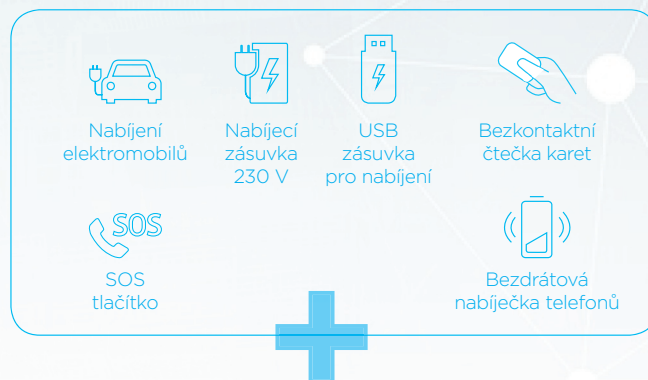 Nabíjení
elektromobilů
Nabíjecí
zásuvka
230 V
USB
zásuvka
pro nabíjení
Bezkontaktní
čtečka karet
SOS
SOS
tlačítko
Bezdrátová
nabíječka telefonů